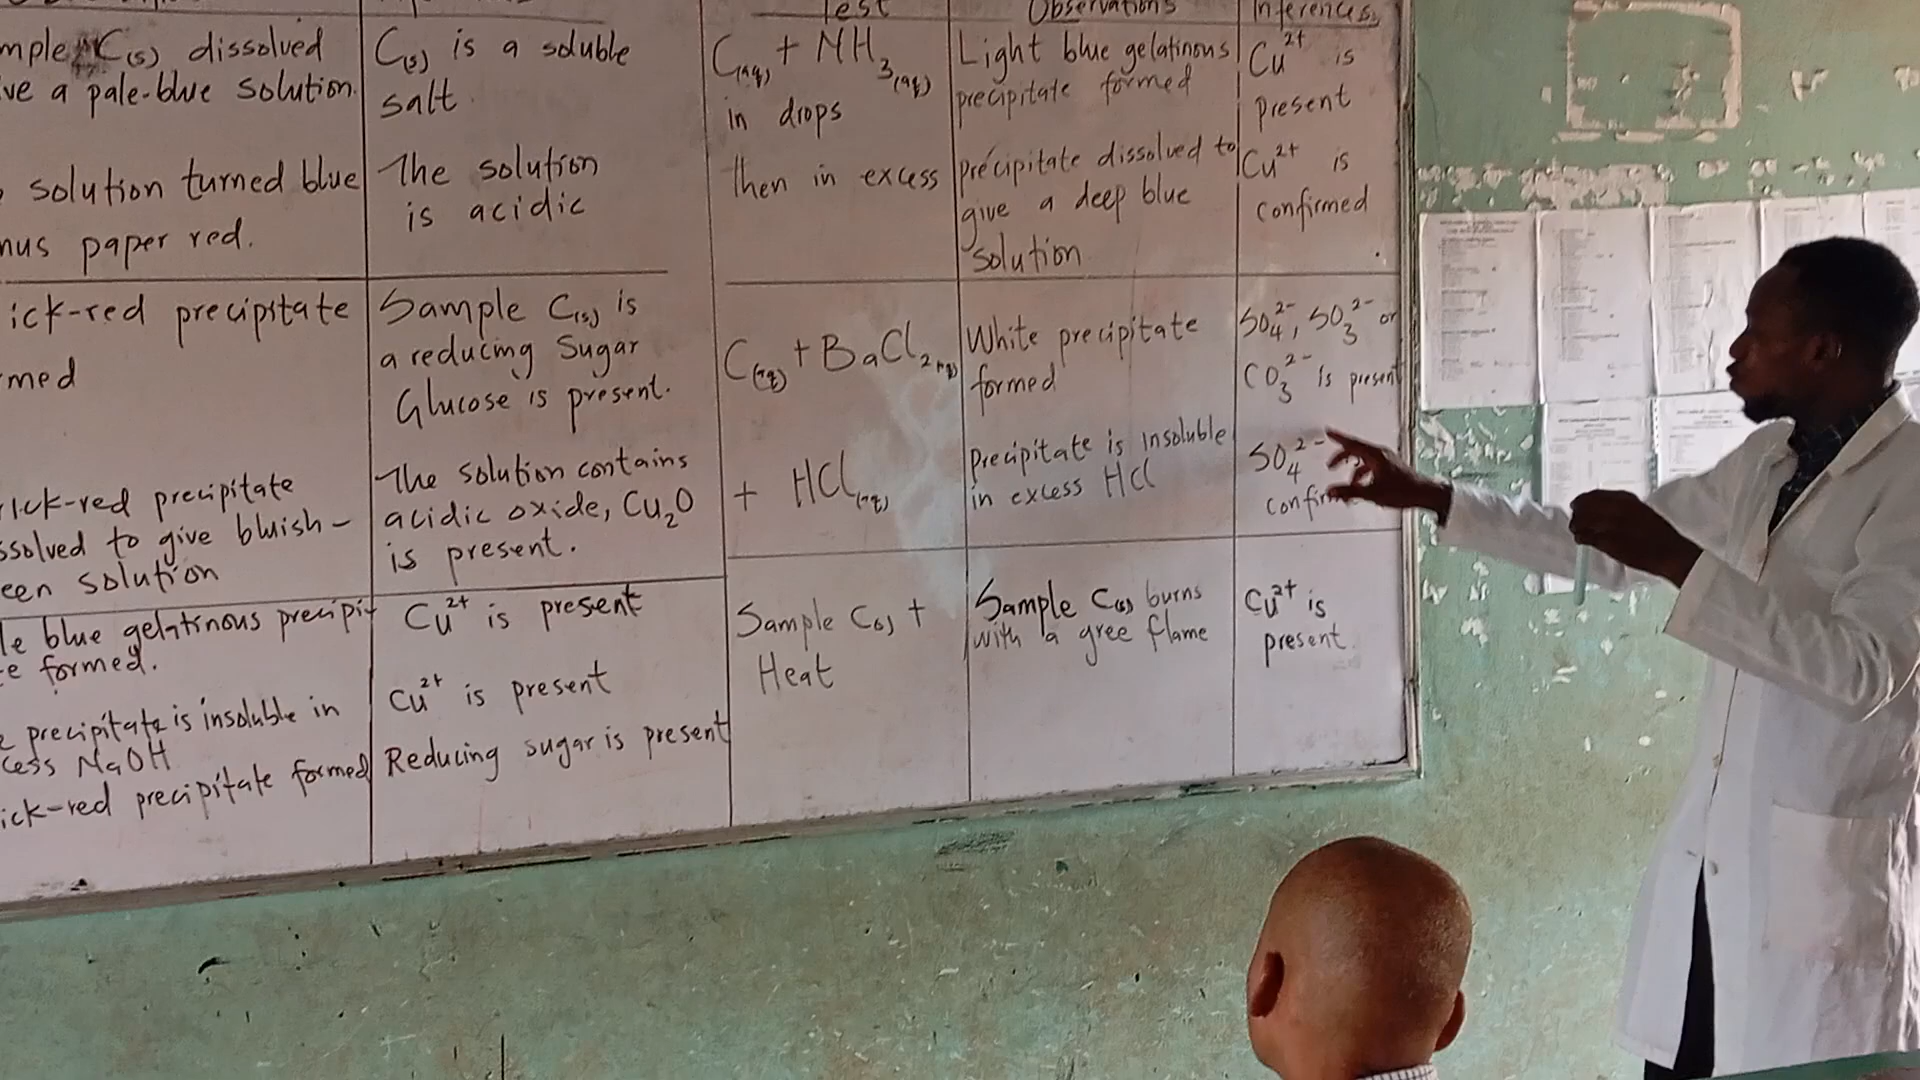 C(s) dissolved
a pale-blue solution.
solution turned blue
paper red.
ick-red precipitate
med
ick-red precipitate
ssolved to give bluish-
een solution
le blue gelatinous precipit
e formed.
precipitate is insoluble in
cess NaOH
ick-red precipitate formed
C(s) is a soluble
salt
The solution
is acidic
Sample C(s) is
a reducing Sugar
Glucose is present.
The solution contains
acidic oxide, Cu₂O
is present.
Cu²⁺ is present
Cu²⁺ is present
Reducing sugar is present
Test
C(aq) + NH₃(aq)
in drops
then in excess
C(aq) + BaCl₂(aq)
+ HCl(aq)
Sample C(s) +
Heat
Observations
Light blue gelatinous
precipitate formed
precipitate dissolved to
give a deep blue
solution
White precipitate
formed
precipitate is insoluble
in excess HCl
Sample C(s) burns
with a gree flame
Inferences
Cu²⁺ is
present
Cu²⁺ is
confirmed
SO₄²⁻, SO₃²⁻ or
CO₃²⁻ is present
SO₄²⁻
confir
Cu²⁺ is
present.